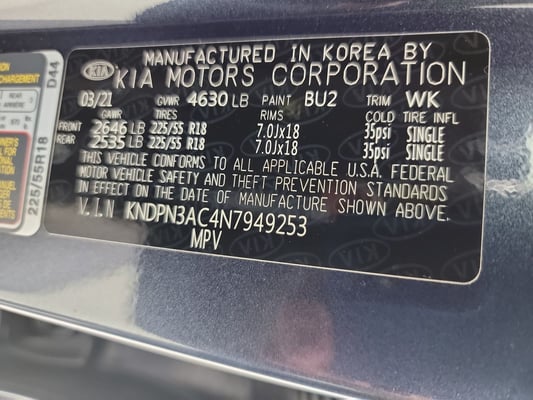 MANUFACTURED IN KOREA BY
KIA KIA MOTORS CORPORATION
03/21 GVWR 4630 LB PAINT BU2 TRIM WK
GAWR TIRES RIMS COLD TIRE INFL
FRONT 2646 LB 225/55 R18 7.0Jx18 35psi SINGLE
REAR 2535 LB 225/55 R18 7.0Jx18 35psi SINGLE
THIS VEHICLE CONFORMS TO ALL APPLICABLE U.S.A. FEDERAL
MOTOR VEHICLE SAFETY AND THEFT PREVENTION STANDARDS
IN EFFECT ON THE DATE OF MANUFACTURE SHOWN ABOVE.
V.I.N KNDPN3AC4N7949253
MPV
D44
REAR
ARRIÈRE
225/55R18